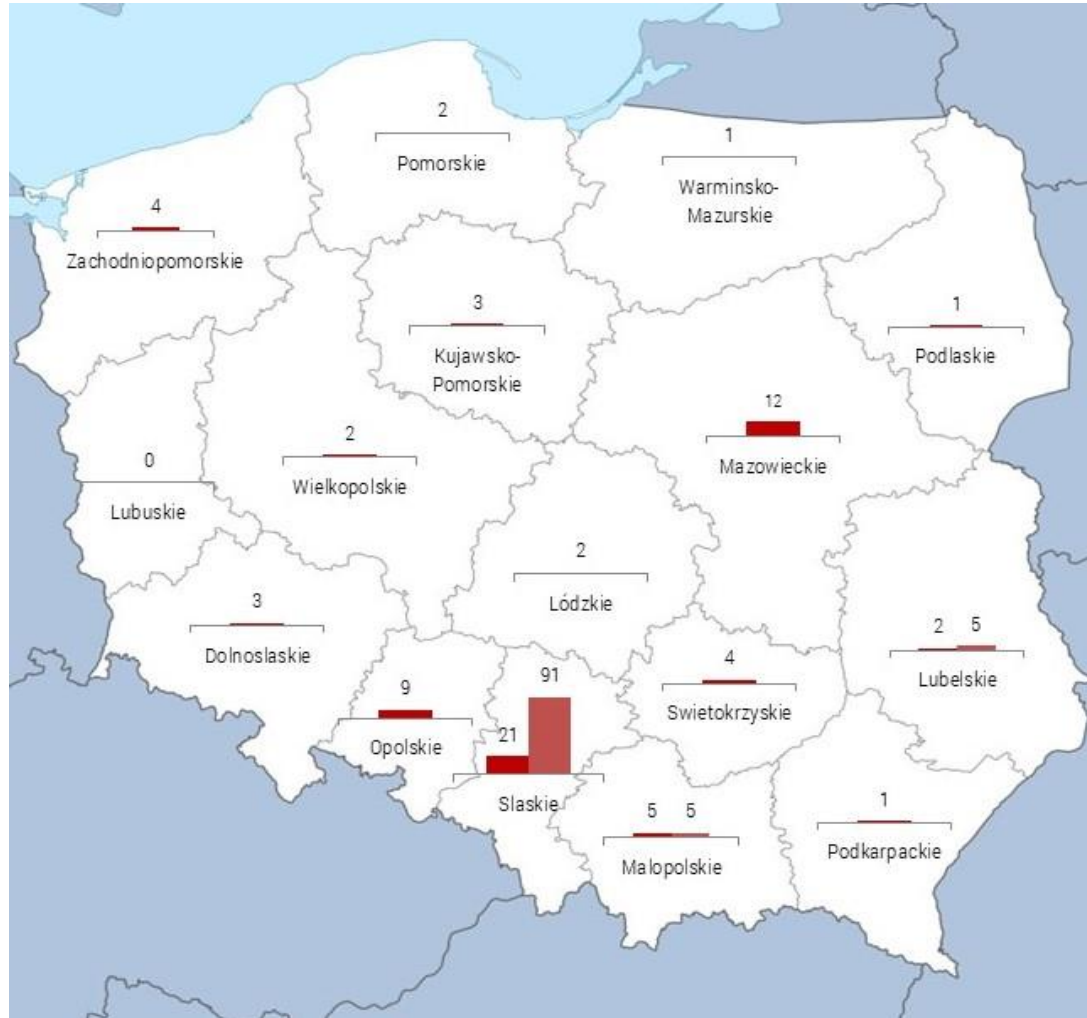 2
Pomorskie
1
Warminsko-
Mazurskie
4
Zachodniopomorskie
3
Kujawsko-
Pomorskie
1
Podlaskie
12
Mazowieckie
2
Wielkopolskie
0
Lubuskie
2
Lódzkie
3
Dolnoslaskie
2 5
Lubelskie
4
Swietokrzyskie
9
Opolskie
91
21
Slaskie
5 5
Malopolskie
1
Podkarpackie